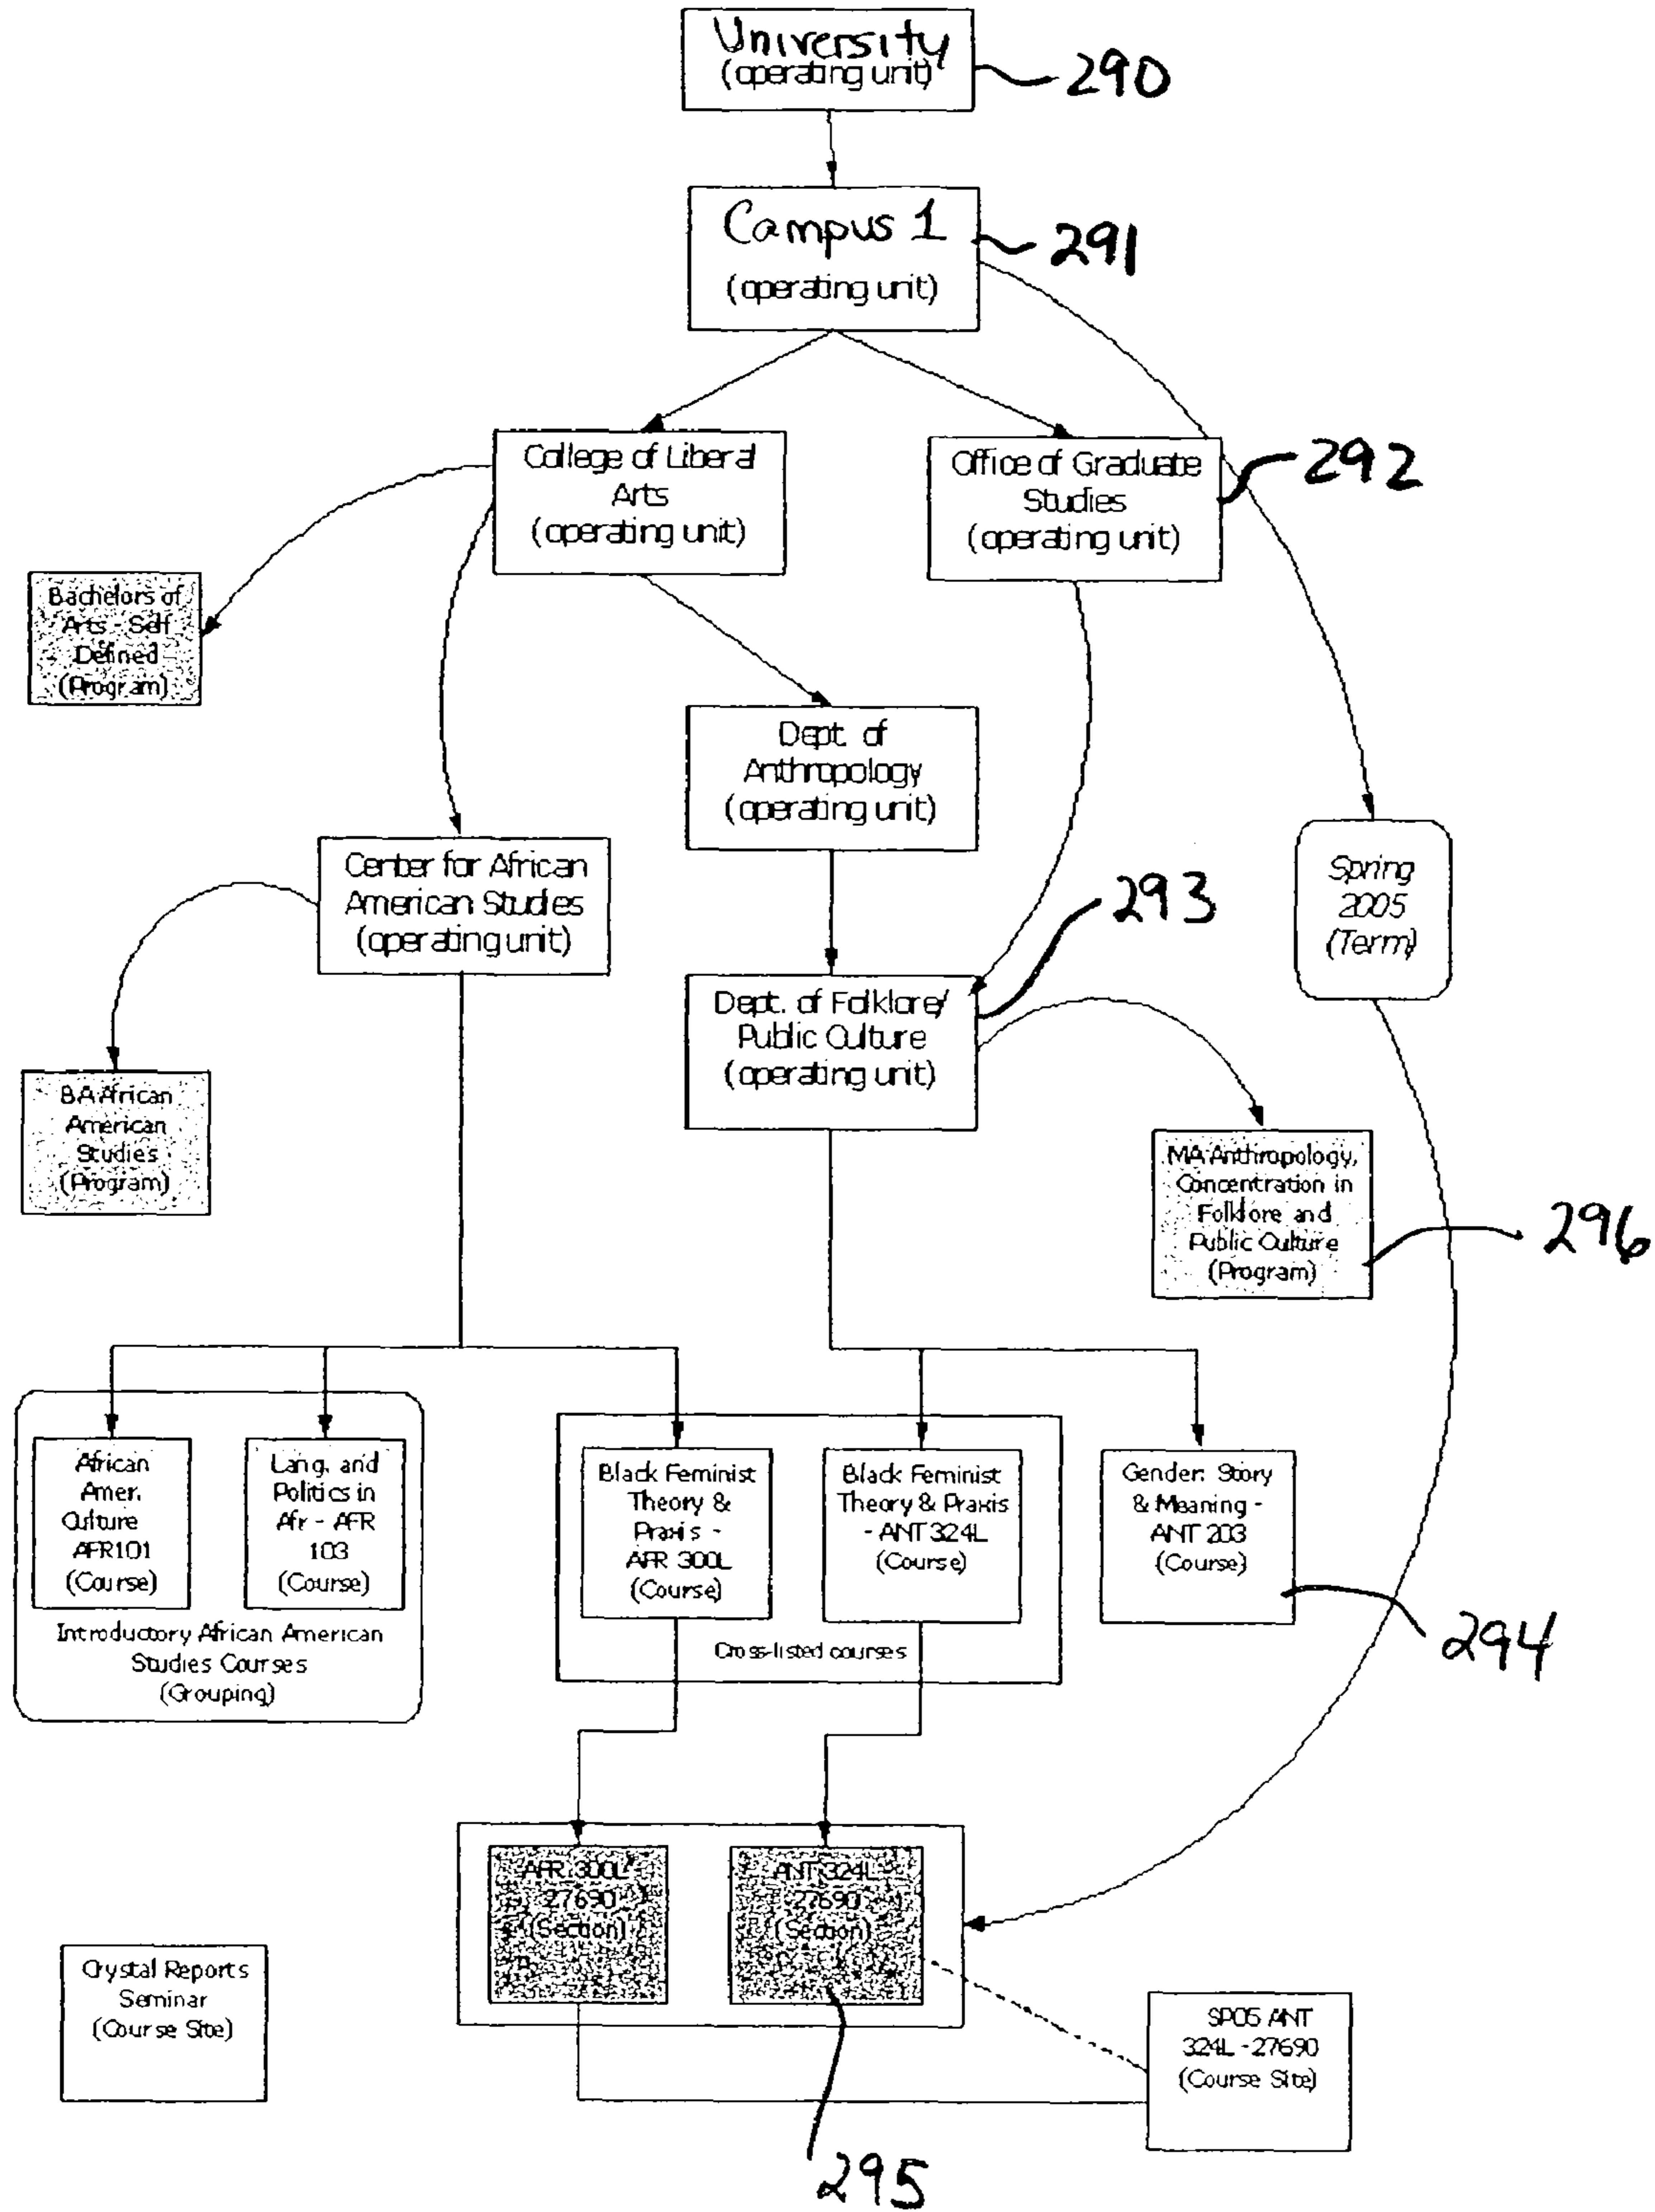 University
(operating unit)
290
Campus 1
(operating unit)
291
College of Liberal
Arts
(operating unit)
Office of Graduate
Studies
(operating unit)
292
Bachelors of
Arts - Self
Defined
(Program)
Dept. of
Anthropology
(operating unit)
Center for African
American Studies
(operating unit)
Spring
2005
(Term)
293
Dept. of Folklore/
Public Culture
(operating unit)
BA African
American
Studies
(Program)
MA Anthropology,
Concentration in
Folklore and
Public Culture
(Program)
296
African
Amer.
Culture
AFR101
(Course)
Lang. and
Politics in
Afr - AFR
103
(Course)
Introductory African American
Studies Courses
(Grouping)
Black Feminist
Theory &
Praxis -
AFR 300L
(Course)
Black Feminist
Theory & Praxis
- ANT 324L
(Course)
Cross-listed courses
Gender: Story
& Meaning -
ANT 203
(Course)
294
AFR 300L
27690
(Section)
ANT 324L
27690
(Section)
295
Crystal Reports
Seminar
(Course Site)
SP05 ANT
324L - 27690
(Course Site)